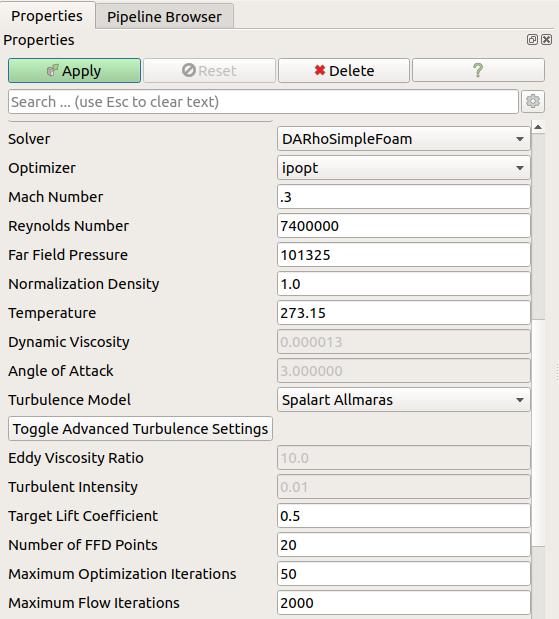 Properties Pipeline Browser
Properties
Apply Reset Delete ?
Search ... (use Esc to clear text)
Solver DARhoSimpleFoam
Optimizer ipopt
Mach Number .3
Reynolds Number 7400000
Far Field Pressure 101325
Normalization Density 1.0
Temperature 273.15
Dynamic Viscosity 0.000013
Angle of Attack 3.000000
Turbulence Model Spalart Allmaras
Toggle Advanced Turbulence Settings
Eddy Viscosity Ratio 10.0
Turbulent Intensity 0.01
Target Lift Coefficient 0.5
Number of FFD Points 20
Maximum Optimization Iterations 50
Maximum Flow Iterations 2000